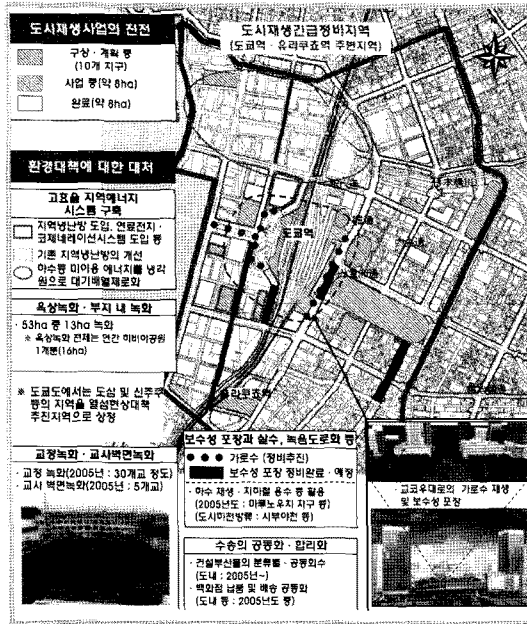 도시재생사업의 진전
구상 · 계획 중
(10개 지구)
사업 중(약 8ha)
완료(약 8ha)
도시재생긴급정비지역
(도쿄역 · 유라쿠쵸역 주변지역)
환경대책에 대한 대처
고효율 지역에너지
시스템 구축
지역냉난방 도입, 연료전지 ·
코제네레이션시스템 도입 등
기존 지역냉난방의 개선
하수등 미이용 에너지를 냉각
원으로 대기배열제로화
도쿄역
옥상녹화 · 부지 내 녹화
· 53ha 중 13ha 녹화
※ 옥상녹화 전체는 연간 히비야공원
1개분(16ha)
※ 도쿄도에서는 도심 및 신주쿠
등의 지역을 열섬현상대책
추진지역으로 상정
유라쿠쵸역
교정녹화 · 교사벽면녹화
· 교정 녹화(2005년 : 30개교 정도)
· 교사 벽면녹화(2005년 : 5개교)
보수성 포장과 살수, 녹음도로화 등
가로수 (정비추진)
보수성 포장 정비완료 · 예정
· 하수 재생 · 지하철 용수 등 활용
(2005년도 : 마루노우치 지구 등)
(도시하천방류 : 시부야천 등)
수송의 공동화 · 합리화
· 건설부산물의 분류별 · 공동회수
(도내 : 2005년~)
· 백화점 납품 및 배송 공동화
(도내 등 : 2005년도 중)
교코우대로의 가로수 재생
및 보수성 포장